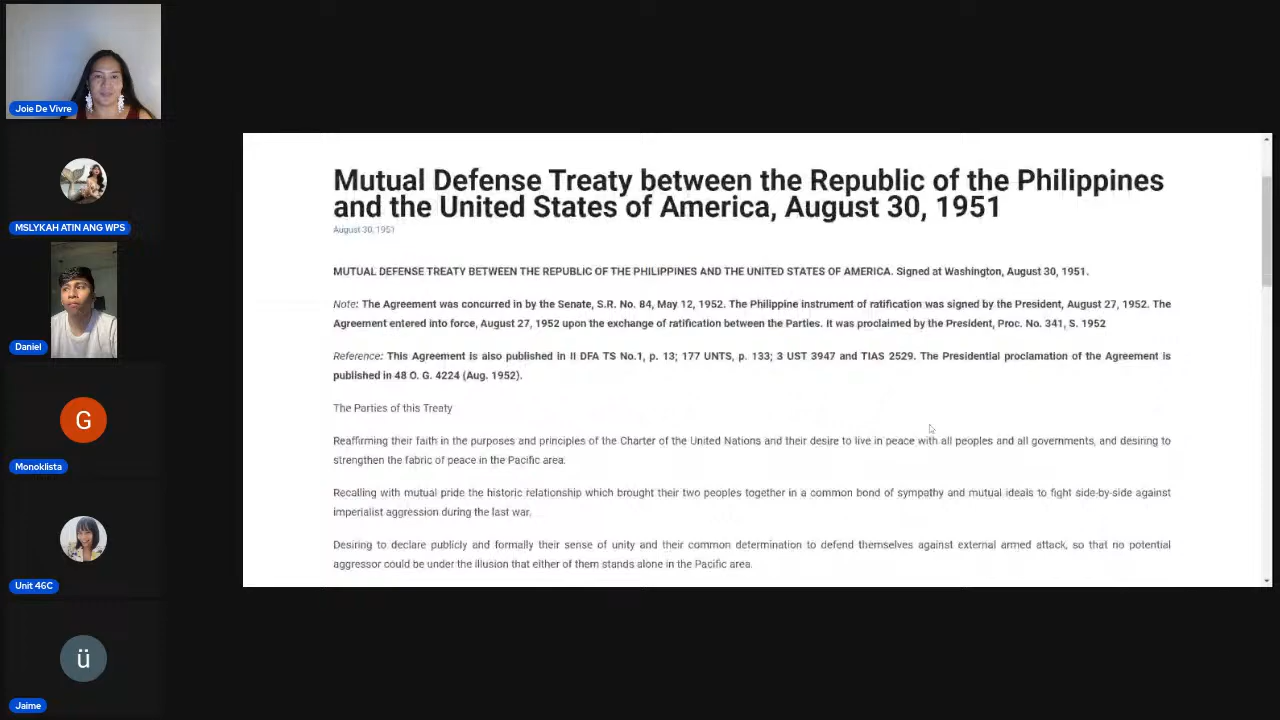 Joie De Vivre
MSLYKAH ATIN ANG WPS
Daniel
G
Monoklista
Unit 46C
ü
Jaime
Mutual Defense Treaty between the Republic of the Philippines
and the United States of America, August 30, 1951
August 30, 1951
MUTUAL DEFENSE TREATY BETWEEN THE REPUBLIC OF THE PHILIPPINES AND THE UNITED STATES OF AMERICA. Signed at Washington, August 30, 1951.
Note: The Agreement was concurred in by the Senate, S.R. No. 84, May 12, 1952. The Philippine instrument of ratification was signed by the President, August 27, 1952. The
Agreement entered into force, August 27, 1952 upon the exchange of ratification between the Parties. It was proclaimed by the President, Proc. No. 341, S. 1952
Reference: This Agreement is also published in II DFA TS No.1, p. 13; 177 UNTS, p. 133; 3 UST 3947 and TIAS 2529. The Presidential proclamation of the Agreement is
published in 48 O. G. 4224 (Aug. 1952).
The Parties of this Treaty
Reaffirming their faith in the purposes and principles of the Charter of the United Nations and their desire to live in peace with all peoples and all governments, and desiring to
strengthen the fabric of peace in the Pacific area.
Recalling with mutual pride the historic relationship which brought their two peoples together in a common bond of sympathy and mutual ideals to fight side-by-side against
imperialist aggression during the last war.
Desiring to declare publicly and formally their sense of unity and their common determination to defend themselves against external armed attack, so that no potential
aggressor could be under the illusion that either of them stands alone in the Pacific area.